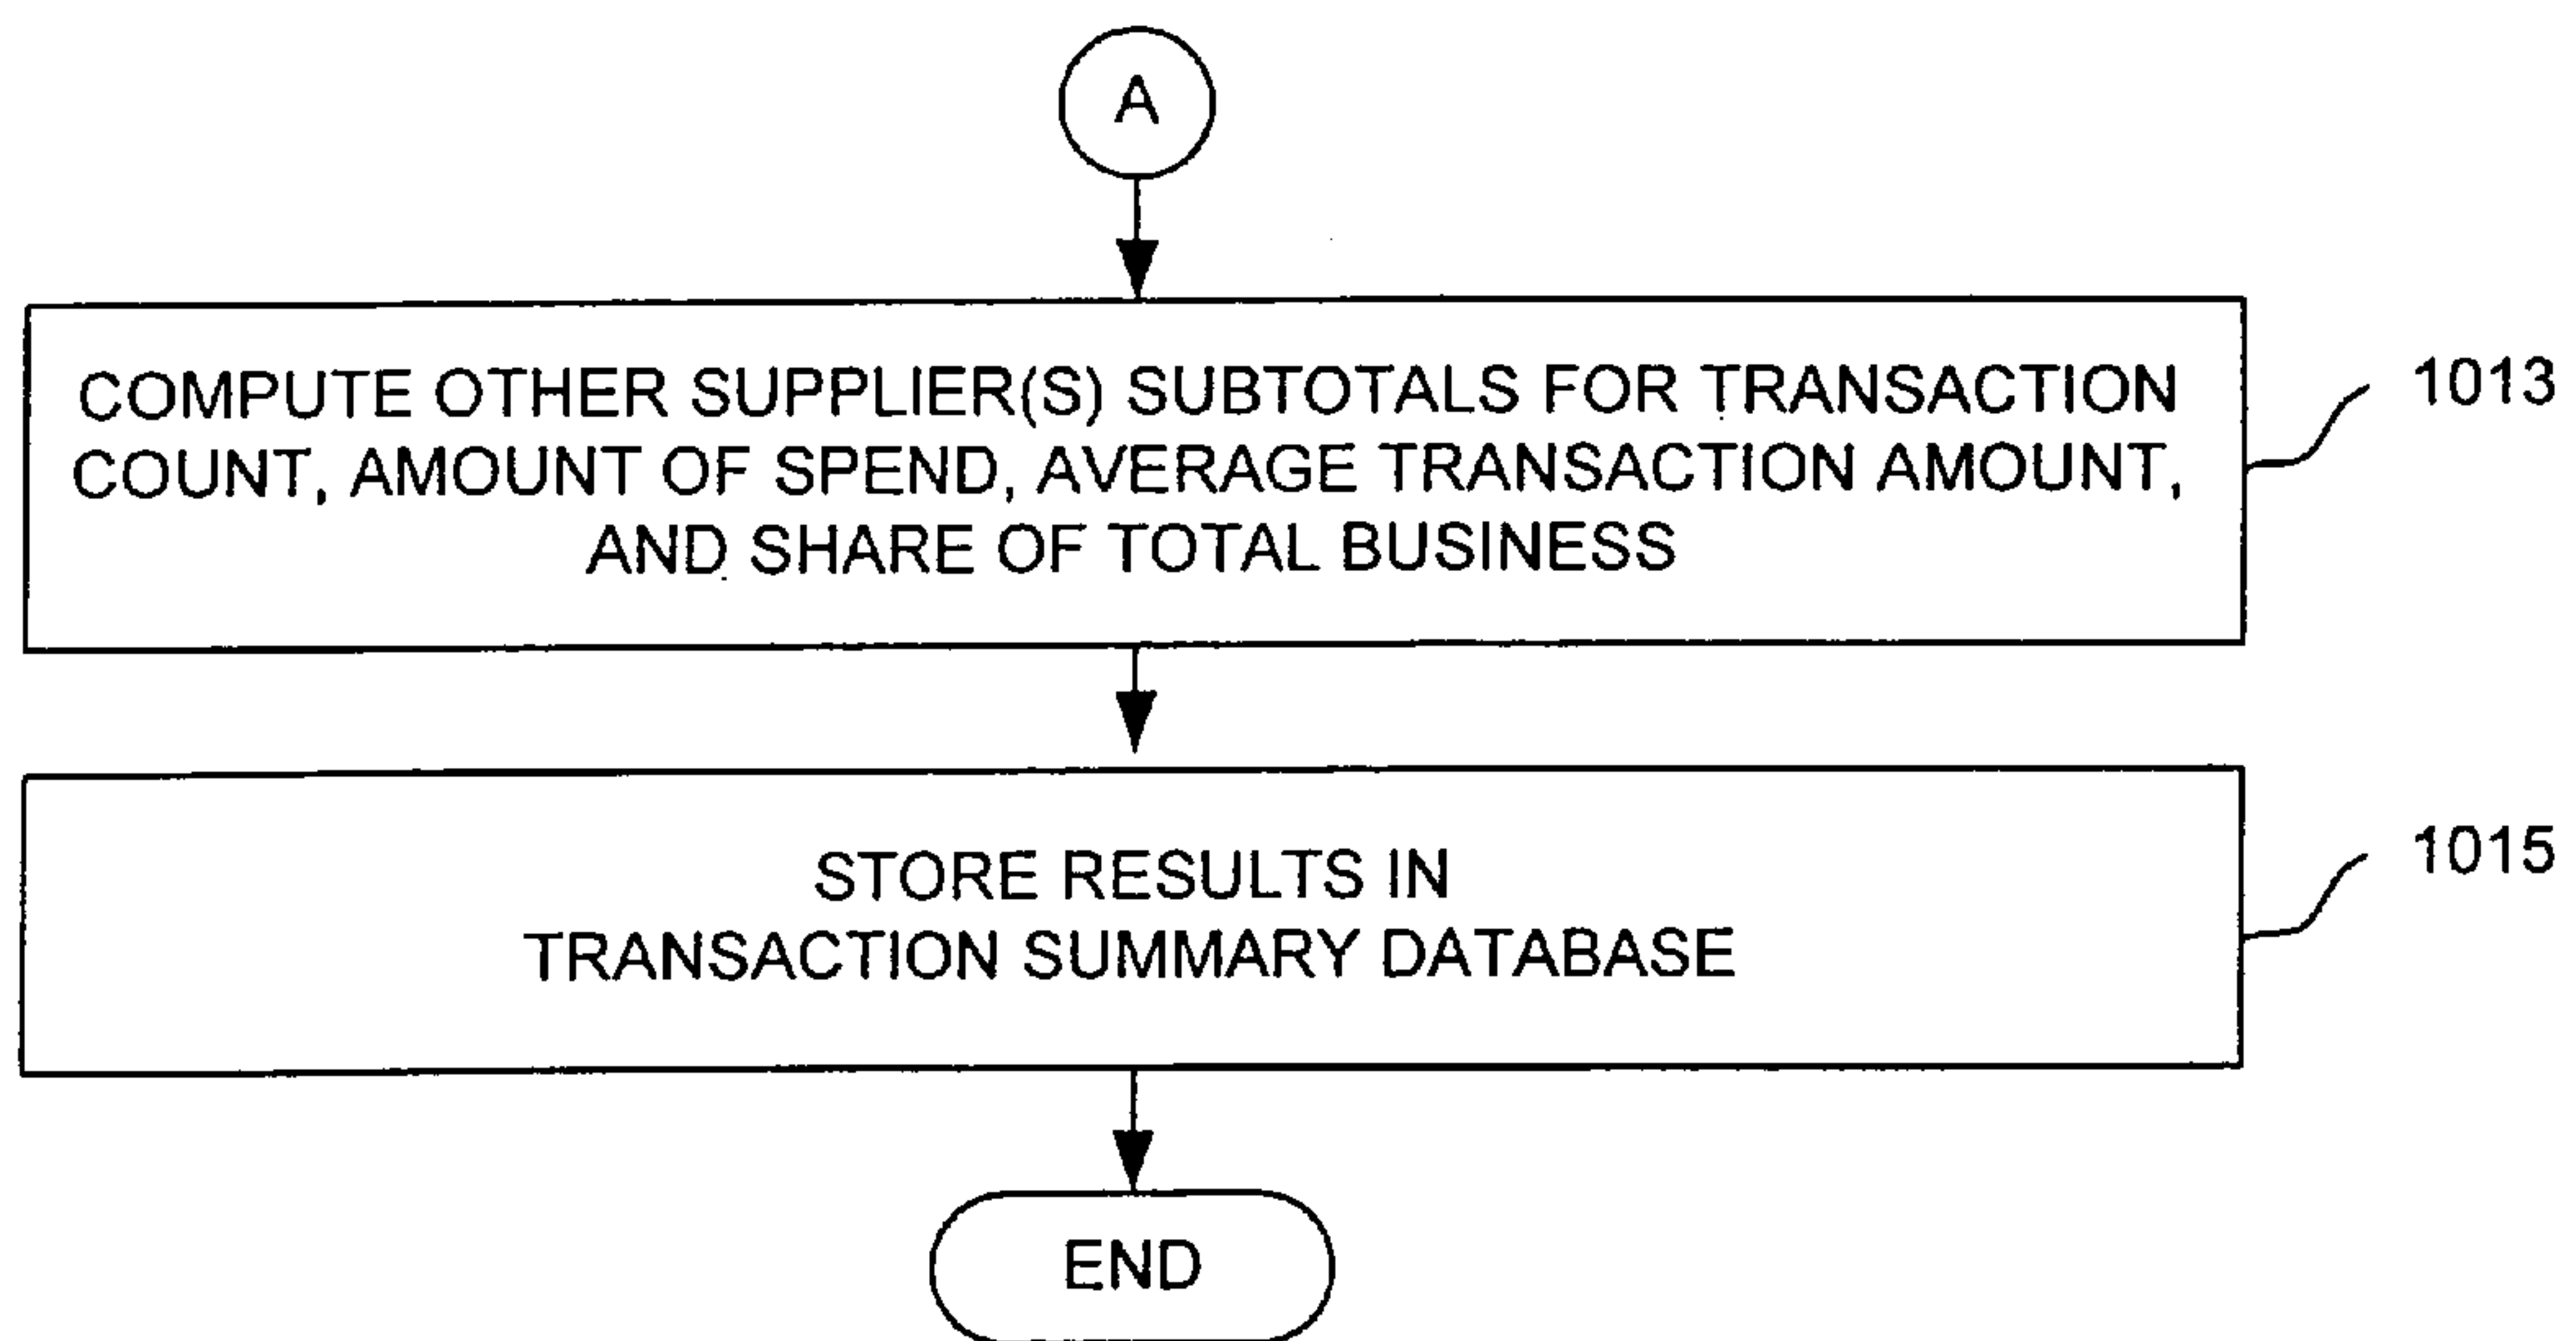 A
COMPUTE OTHER SUPPLIER(S) SUBTOTALS FOR TRANSACTION
COUNT, AMOUNT OF SPEND, AVERAGE TRANSACTION AMOUNT,
AND SHARE OF TOTAL BUSINESS
1013
STORE RESULTS IN
TRANSACTION SUMMARY DATABASE
1015
END